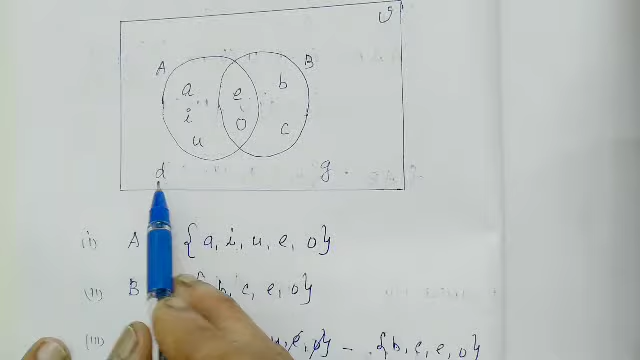 U
A B
a e b
i
o c
u
d g
(i) A {a, i, u, e, o}
(ii) B {b, c, e, o}
(iii) u, e, o} - {b, c, e, o}